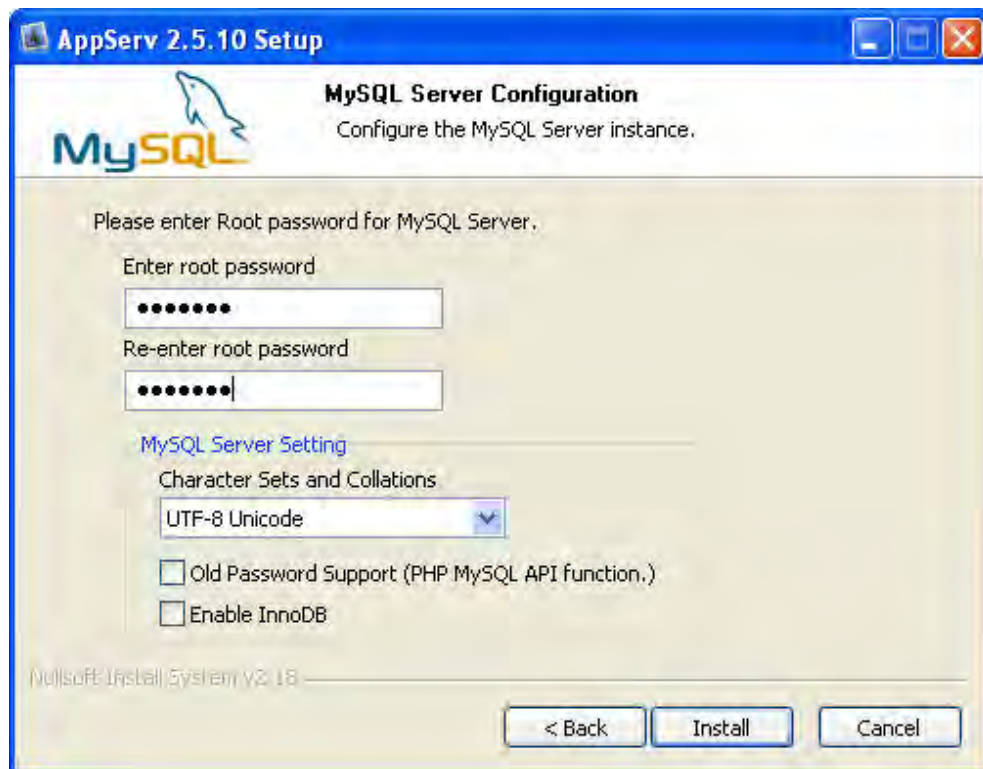 AppServ 2.5.10 Setup
MySQL
MySQL Server Configuration
Configure the MySQL Server instance.
Please enter Root password for MySQL Server.
Enter root password
•••••••
Re-enter root password
•••••••
MySQL Server Setting
Character Sets and Collations
UTF-8 Unicode
Old Password Support (PHP MySQL API function.)
Enable InnoDB
Nullsoft Install System v2.18
< Back Install Cancel